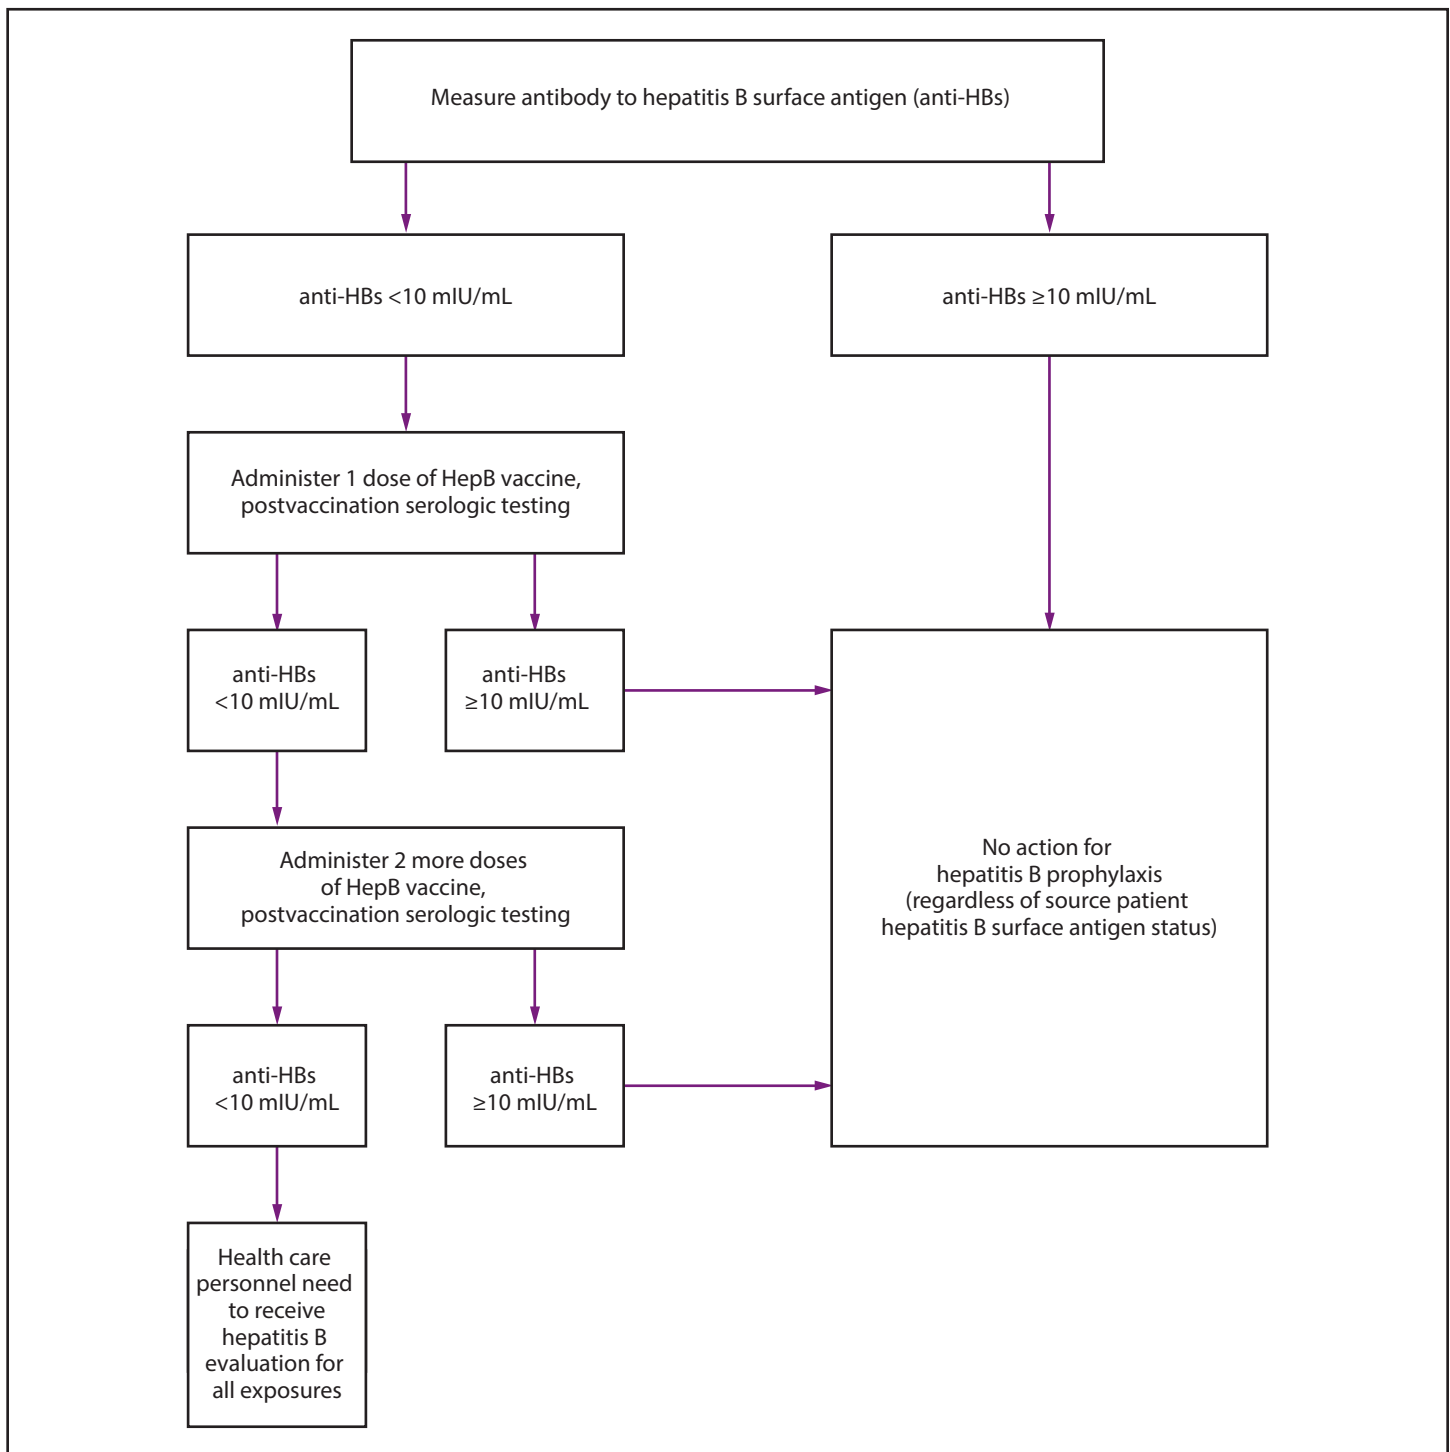 Measure antibody to hepatitis B surface antigen (anti-HBs)
anti-HBs <10 mIU/mL
anti-HBs ≥10 mIU/mL
Administer 1 dose of HepB vaccine,
postvaccination serologic testing
anti-HBs
<10 mIU/mL
anti-HBs
≥10 mIU/mL
No action for
hepatitis B prophylaxis
(regardless of source patient
hepatitis B surface antigen status)
Administer 2 more doses
of HepB vaccine,
postvaccination serologic testing
anti-HBs
<10 mIU/mL
anti-HBs
≥10 mIU/mL
Health care
personnel need
to receive
hepatitis B
evaluation for
all exposures